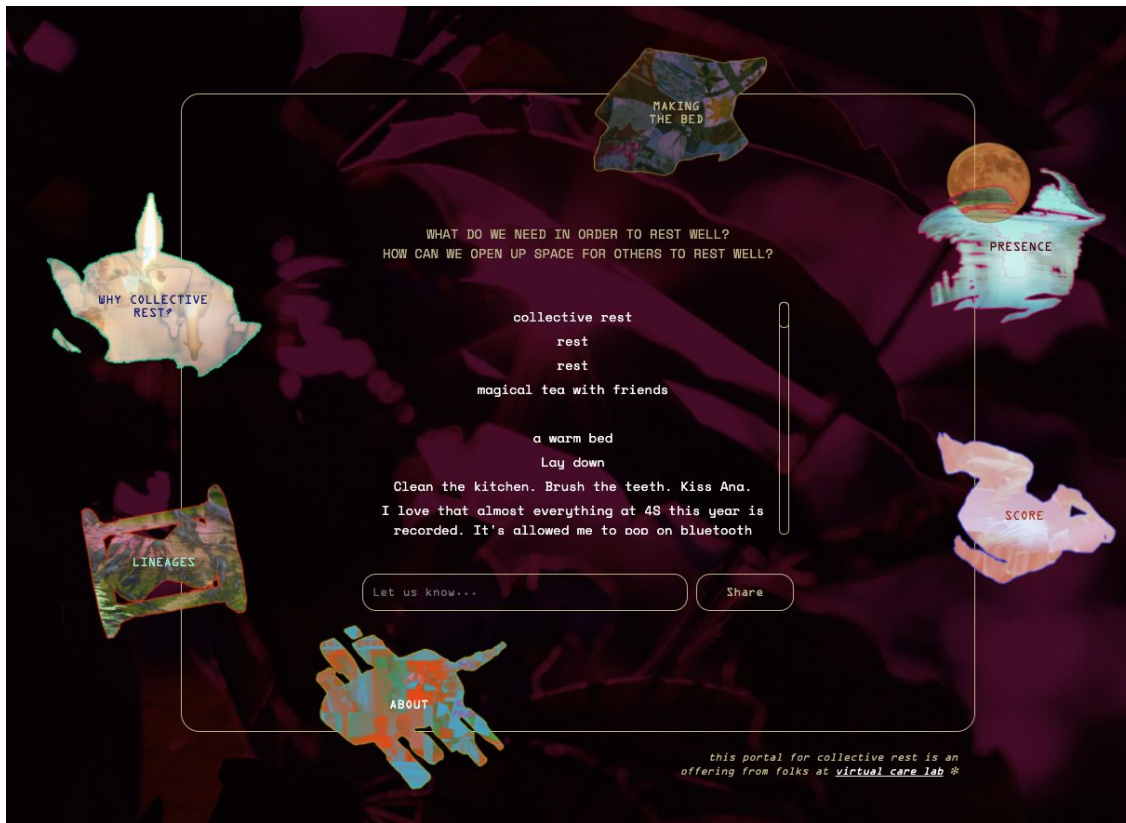 MAKING
THE BED
PRESENCE
WHAT DO WE NEED IN ORDER TO REST WELL?
HOW CAN WE OPEN UP SPACE FOR OTHERS TO REST WELL?
WHY COLLECTIVE
REST?
collective rest
rest
rest
magical tea with friends
a warm bed
Lay down
Clean the kitchen. Brush the teeth. Kiss Ana.
I love that almost everything at 4S this year is
recorded. It's allowed me to pop on bluetooth
SCORE
LINEAGES
Let us know...
Share
ABOUT
this portal for collective rest is an
offering from folks at virtual care lab ✻